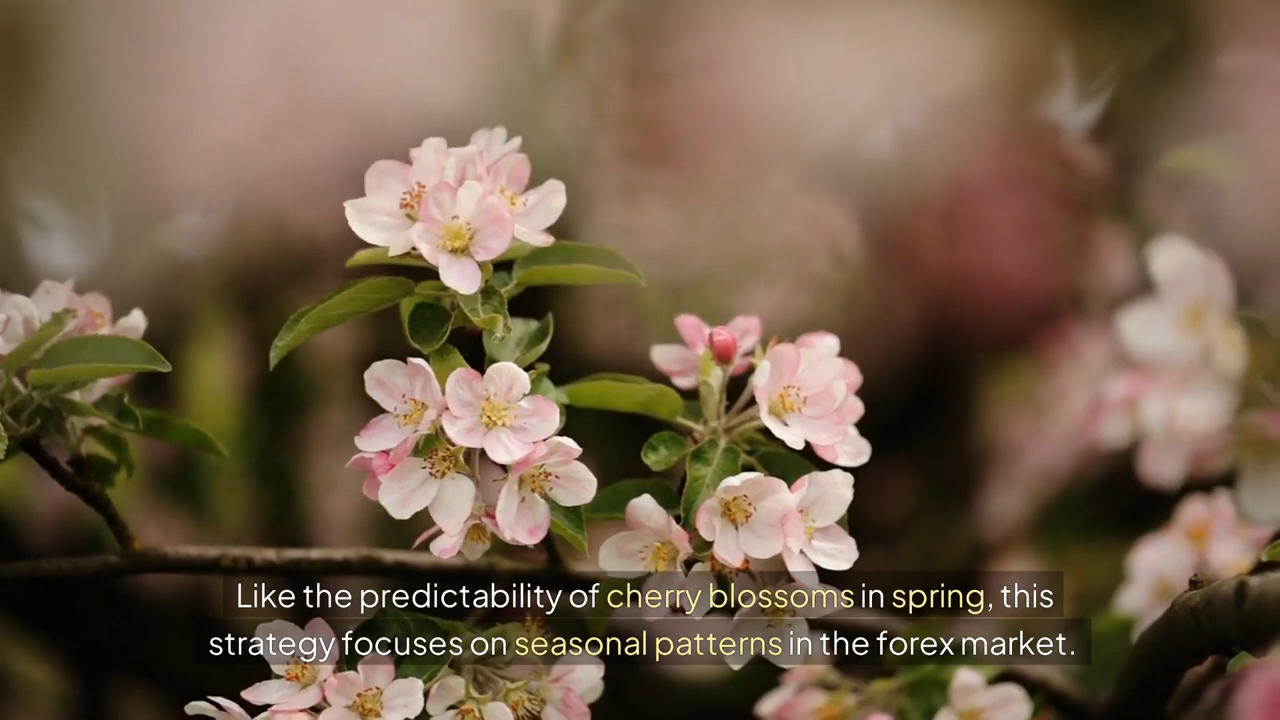 Like the predictability of cherry blossoms in spring, this
strategy focuses on seasonal patterns in the forex market.